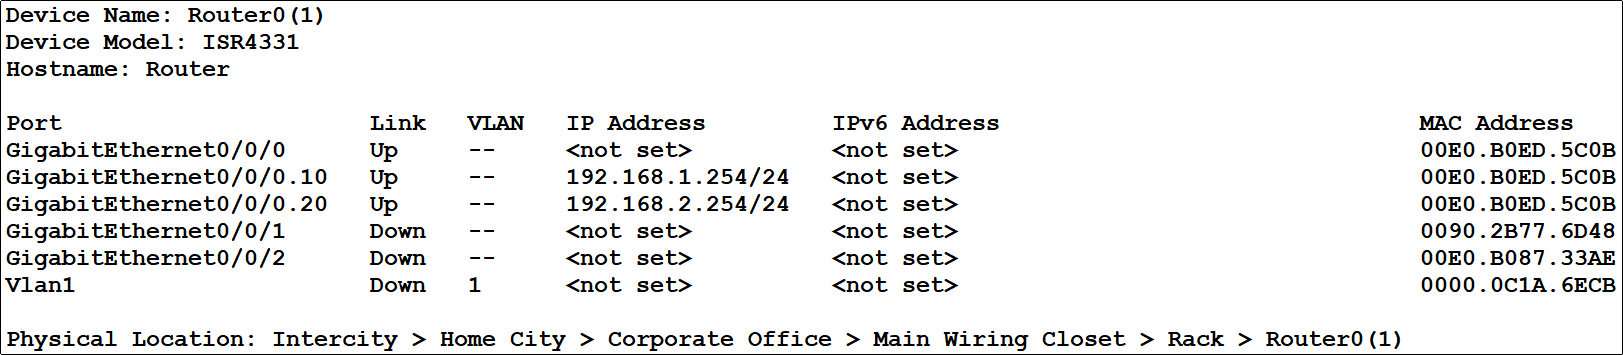 Device Name: Router0(1)
Device Model: ISR4331
Hostname: Router
Port Link VLAN IP Address IPv6 Address MAC Address
GigabitEthernet0/0/0 Up -- <not set> <not set> 00E0.B0ED.5C0B
GigabitEthernet0/0/0.10 Up -- 192.168.1.254/24 <not set> 00E0.B0ED.5C0B
GigabitEthernet0/0/0.20 Up -- 192.168.2.254/24 <not set> 00E0.B0ED.5C0B
GigabitEthernet0/0/1 Down -- <not set> <not set> 0090.2B77.6D48
GigabitEthernet0/0/2 Down -- <not set> <not set> 00E0.B087.33AE
Vlan1 Down 1 <not set> <not set> 0000.0C1A.6ECB
Physical Location: Intercity > Home City > Corporate Office > Main Wiring Closet > Rack > Router0(1)